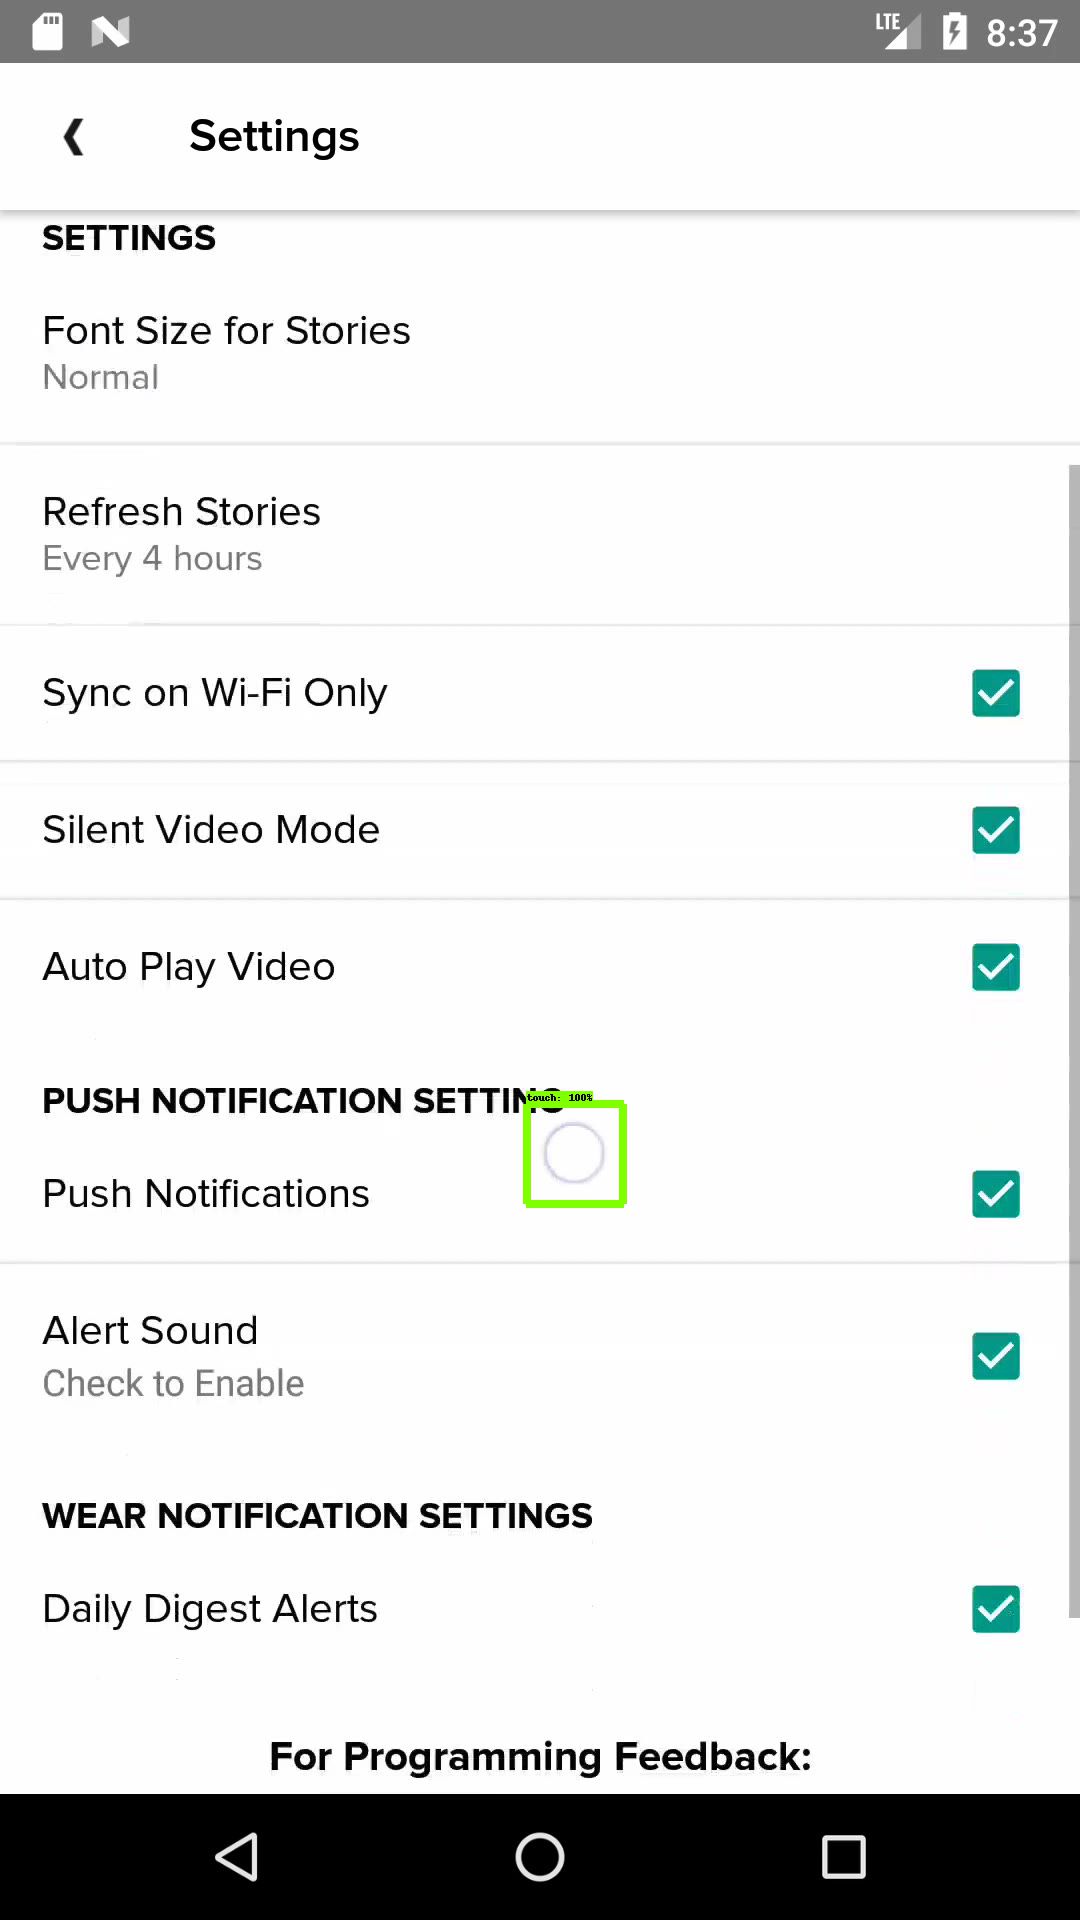 LTE 8:37
Settings
SETTINGS
Font Size for Stories
Normal
Refresh Stories
Every 4 hours
Sync on Wi-Fi Only
Silent Video Mode
Auto Play Video
PUSH NOTIFICATION SETTING
touch: 100%
Push Notifications
Alert Sound
Check to Enable
WEAR NOTIFICATION SETTINGS
Daily Digest Alerts
For Programming Feedback: